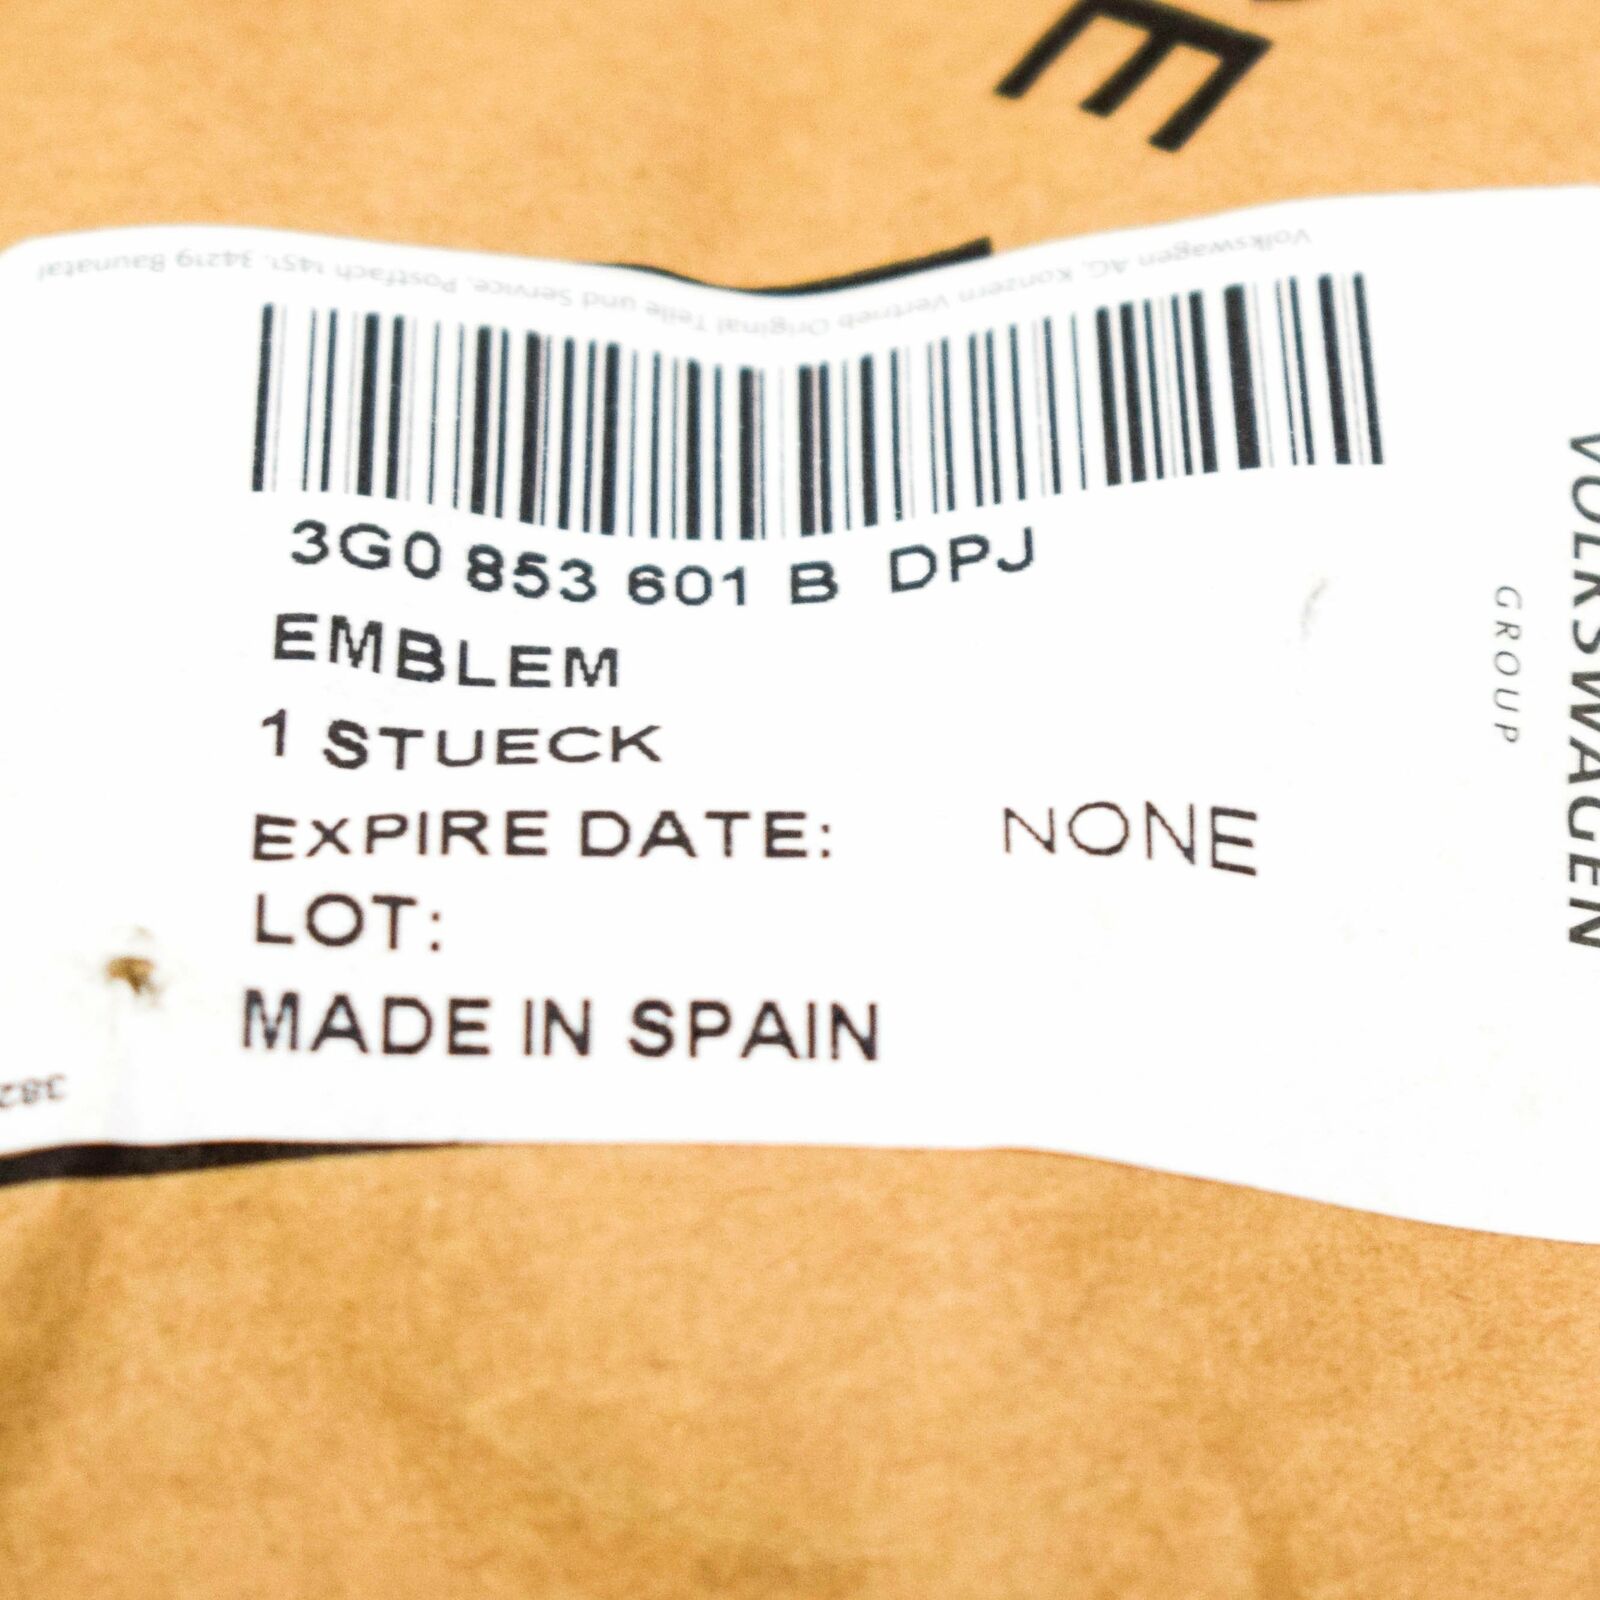 Volkswagen AG, Konzern Vertrieb Original Teile und Service, Postfach 1451, 34219 Baunatal
3G0 853 601 B DPJ
EMBLEM
1 STUECK
EXPIRE DATE: NONE
LOT:
MADE IN SPAIN
VOLKSWAGEN
GROUP
382